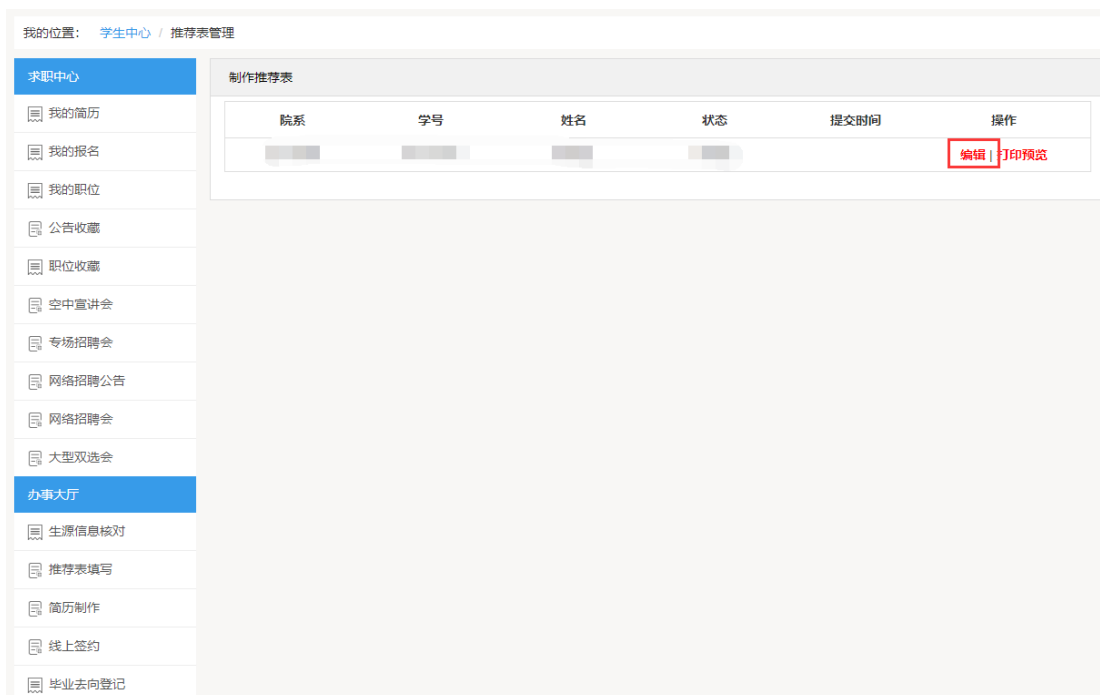 我的位置： 学生中心 / 推荐表管理
求职中心
我的简历
我的报名
我的职位
公告收藏
职位收藏
空中宣讲会
专场招聘会
网络招聘公告
网络招聘会
大型双选会
办事大厅
生源信息核对
推荐表填写
简历制作
线上签约
毕业去向登记
制作推荐表
院系 学号 姓名 状态 提交时间 操作
编辑 | 打印预览